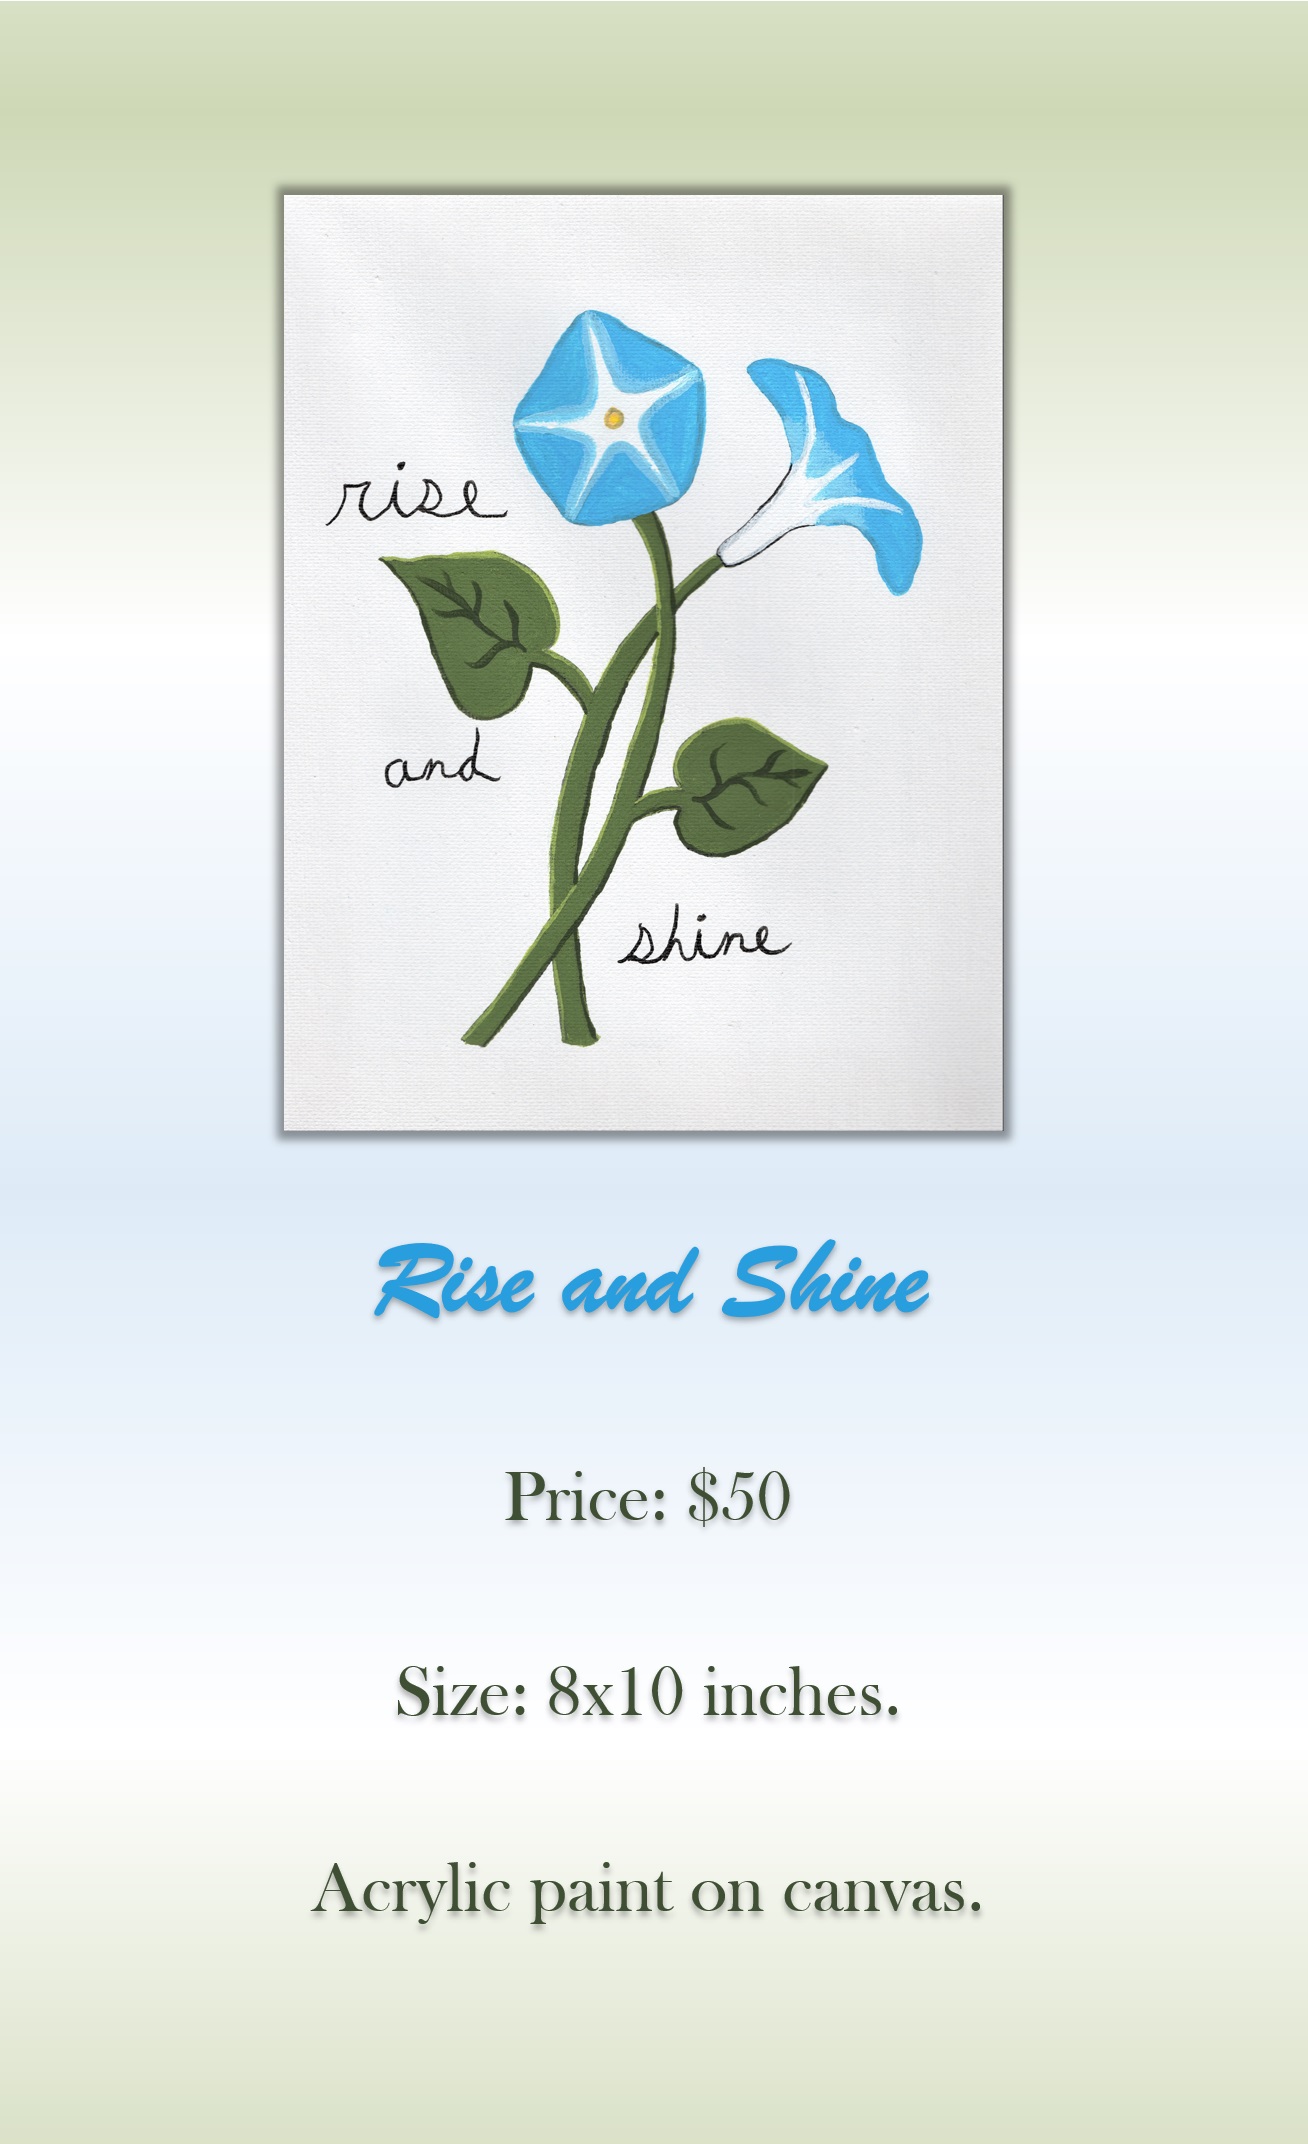 rise
and
shine
Rise and Shine
Price: $50
Size: 8x10 inches.
Acrylic paint on canvas.